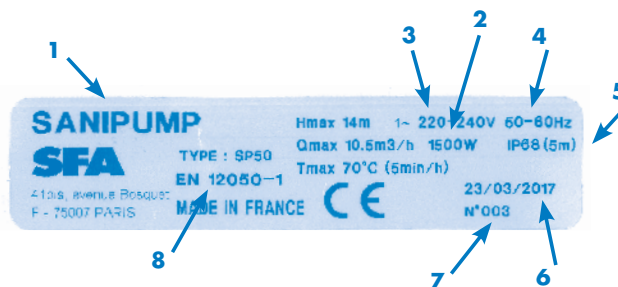 1
3
2
4
5
SANIPUMP
SFA
TYPE : SP50
EN 12050-1
41bis, avenue Bosquet
F - 75007 PARIS
MADE IN FRANCE
CE
Hmax 14m 1~ 220-240V 50-60Hz
Qmax 10.5m3/h 1500W IP68 (5m)
Tmax 70°C (5min/h)
23/03/2017
N°003
8
7
6